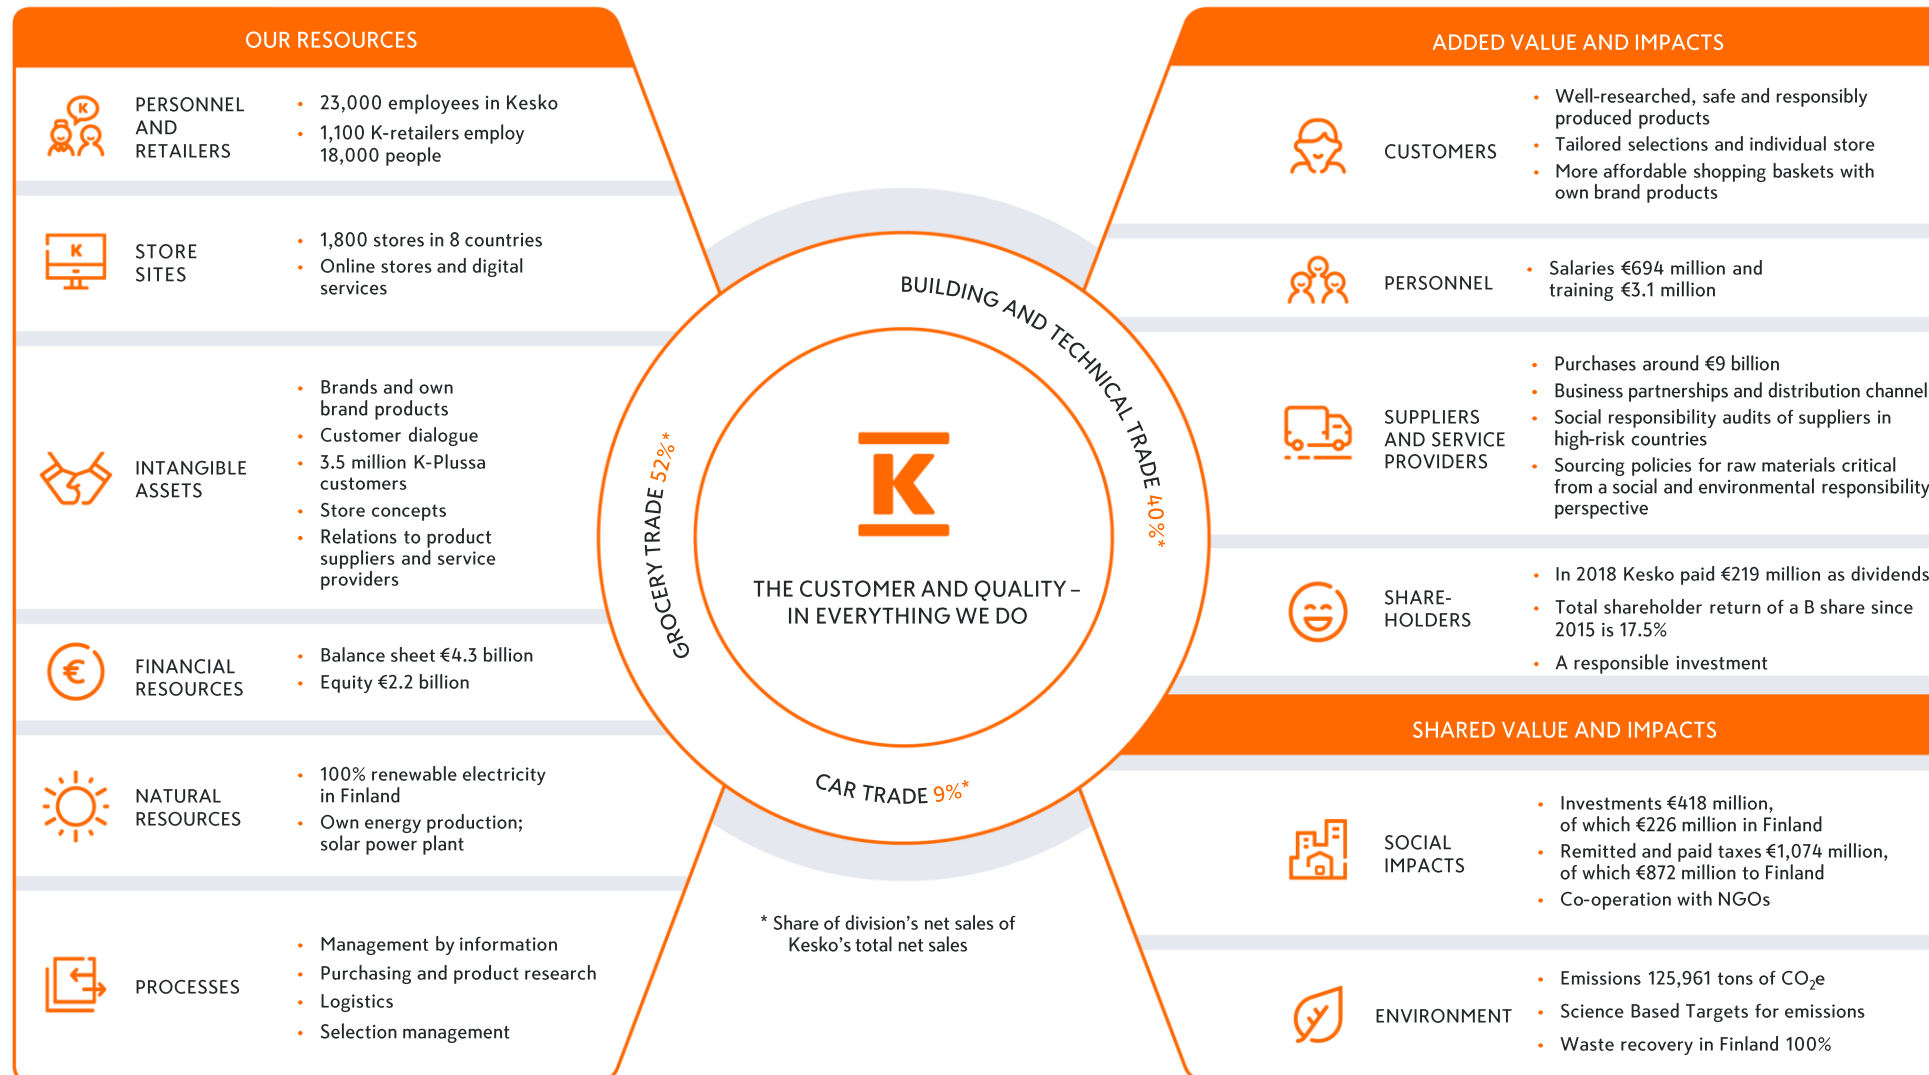 OUR RESOURCES
PERSONNEL
AND
RETAILERS
• 23,000 employees in Kesko
• 1,100 K-retailers employ
18,000 people
K
STORE
SITES
• 1,800 stores in 8 countries
• Online stores and digital
services
K
INTANGIBLE
ASSETS
• Brands and own
brand products
• Customer dialogue
• 3.5 million K-Plussa
customers
• Store concepts
• Relations to product
suppliers and service
providers
FINANCIAL
RESOURCES
• Balance sheet €4.3 billion
• Equity €2.2 billion
€
NATURAL
RESOURCES
• 100% renewable electricity
in Finland
• Own energy production;
solar power plant
PROCESSES
• Management by information
• Purchasing and product research
• Logistics
• Selection management
GROCERY TRADE 52%*
BUILDING AND TECHNICAL TRADE 40%*
CAR TRADE 9%*
K
THE CUSTOMER AND QUALITY –
IN EVERYTHING WE DO
* Share of division's net sales of
Kesko's total net sales
ADDED VALUE AND IMPACTS
CUSTOMERS
• Well-researched, safe and responsibly
produced products
• Tailored selections and individual store
• More affordable shopping baskets with
own brand products
PERSONNEL
• Salaries €694 million and
training €3.1 million
SUPPLIERS
AND SERVICE
PROVIDERS
• Purchases around €9 billion
• Business partnerships and distribution channel
• Social responsibility audits of suppliers in
high-risk countries
• Sourcing policies for raw materials critical
from a social and environmental responsibility
perspective
SHARE-
HOLDERS
• In 2018 Kesko paid €219 million as dividends
• Total shareholder return of a B share since
2015 is 17.5%
• A responsible investment
SHARED VALUE AND IMPACTS
SOCIAL
IMPACTS
• Investments €418 million,
of which €226 million in Finland
• Remitted and paid taxes €1,074 million,
of which €872 million to Finland
• Co-operation with NGOs
ENVIRONMENT
• Emissions 125,961 tons of CO₂e
• Science Based Targets for emissions
• Waste recovery in Finland 100%